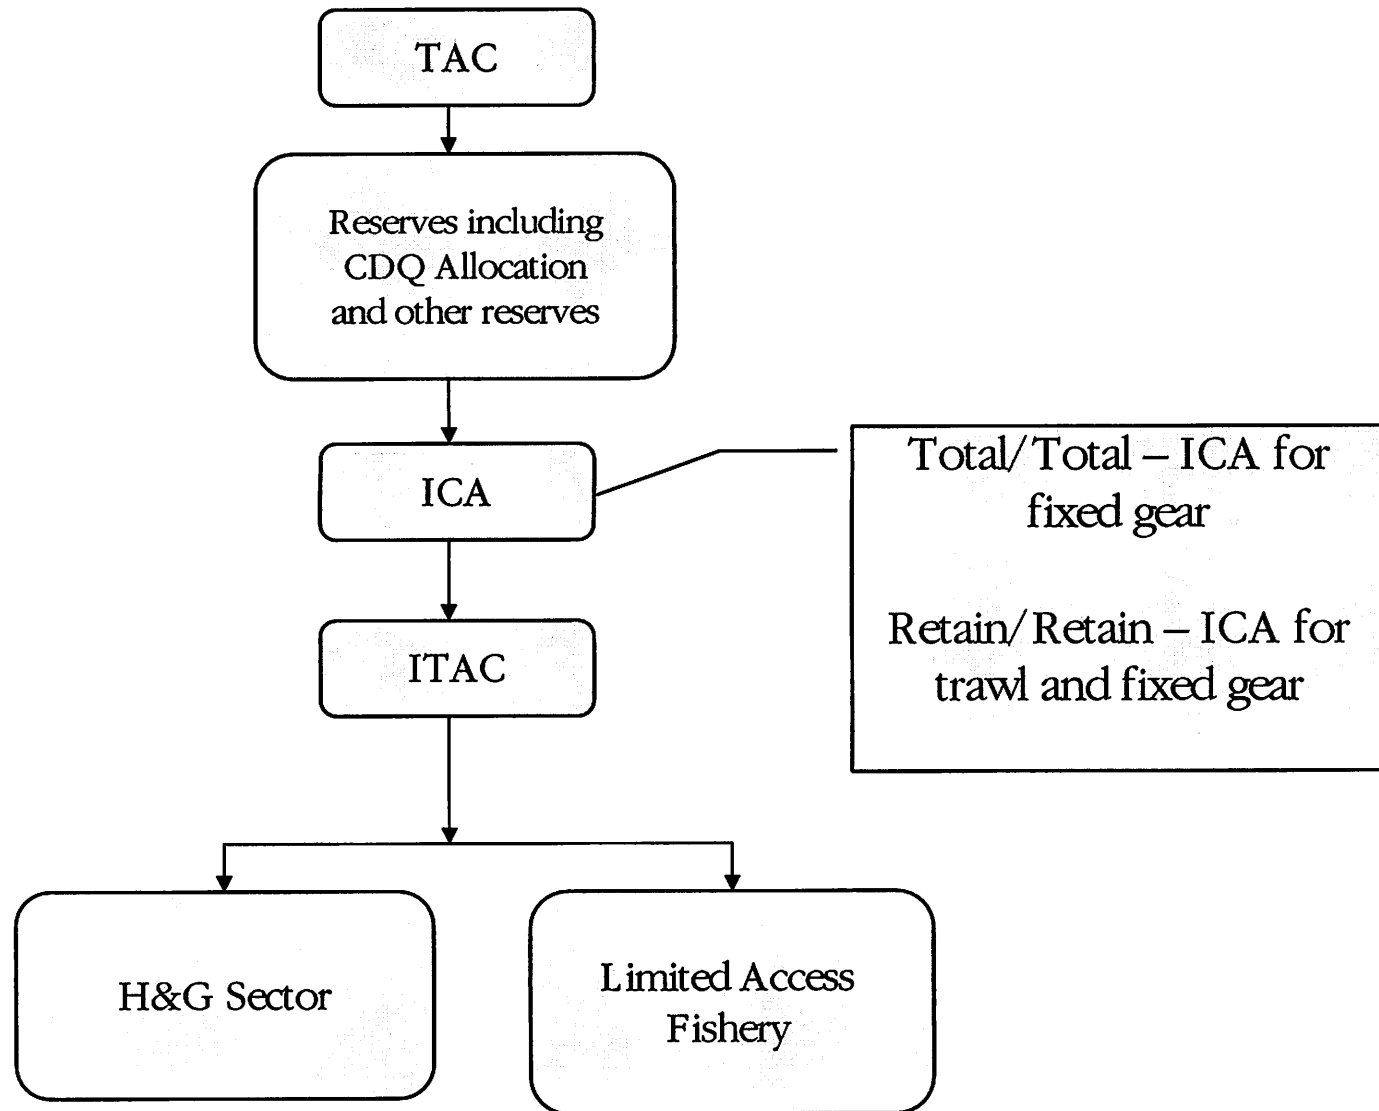 TAC
Reserves including
CDQ Allocation
and other reserves
ICA
Total/Total – ICA for
fixed gear
Retain/Retain – ICA for
trawl and fixed gear
ITAC
H&G Sector
Limited Access
Fishery